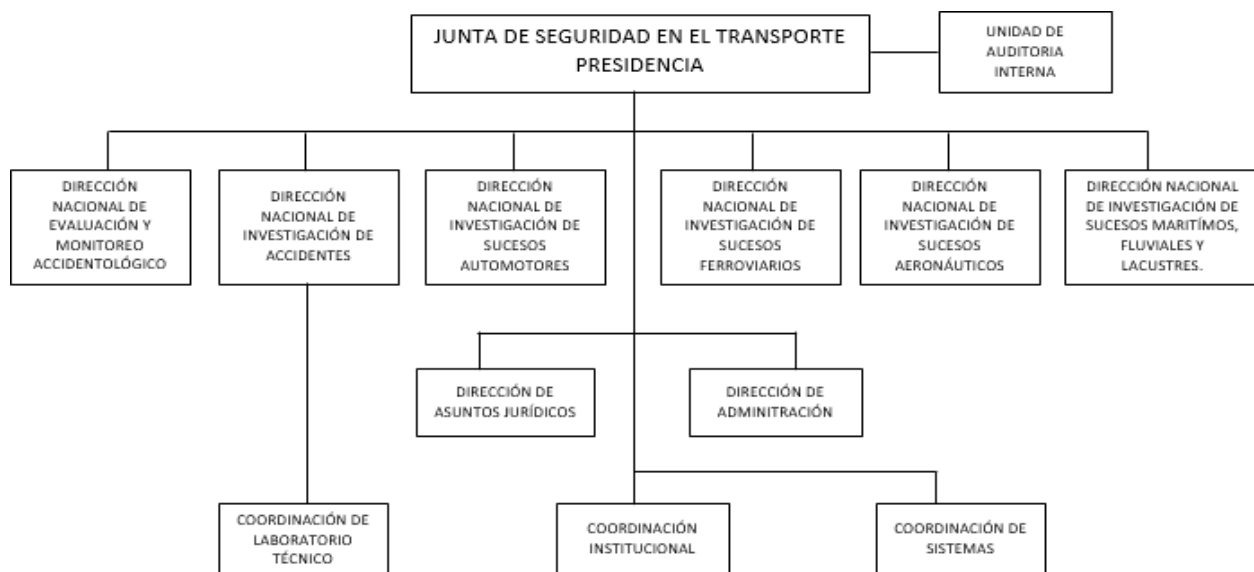 JUNTA DE SEGURIDAD EN EL TRANSPORTE
PRESIDENCIA
UNIDAD DE
AUDITORIA
INTERNA
DIRECCIÓN
NACIONAL DE
EVALUACIÓN Y
MONITOREO
ACCIDENTOLÓGICO
DIRECCIÓN
NACIONAL DE
INVESTIGACIÓN DE
ACCIDENTES
DIRECCIÓN
NACIONAL DE
INVESTIGACIÓN DE
SUCESOS
AUTOMOTORES
DIRECCIÓN
NACIONAL DE
INVESTIGACIÓN DE
SUCESOS
FERROVIARIOS
DIRECCIÓN
NACIONAL DE
INVESTIGACIÓN DE
SUCESOS
AERONÁUTICOS
DIRECCIÓN NACIONAL
DE INVESTIGACIÓN DE
SUCESOS MARITÍMOS,
FLUVIALES Y
LACUSTRES.
DIRECCIÓN DE
ASUNTOS JURÍDICOS
DIRECCIÓN DE
ADMINITRACIÓN
COORDINACIÓN DE
LABORATORIO
TÉCNICO
COORDINACIÓN
INSTITUCIONAL
COORDINACIÓN DE
SISTEMAS